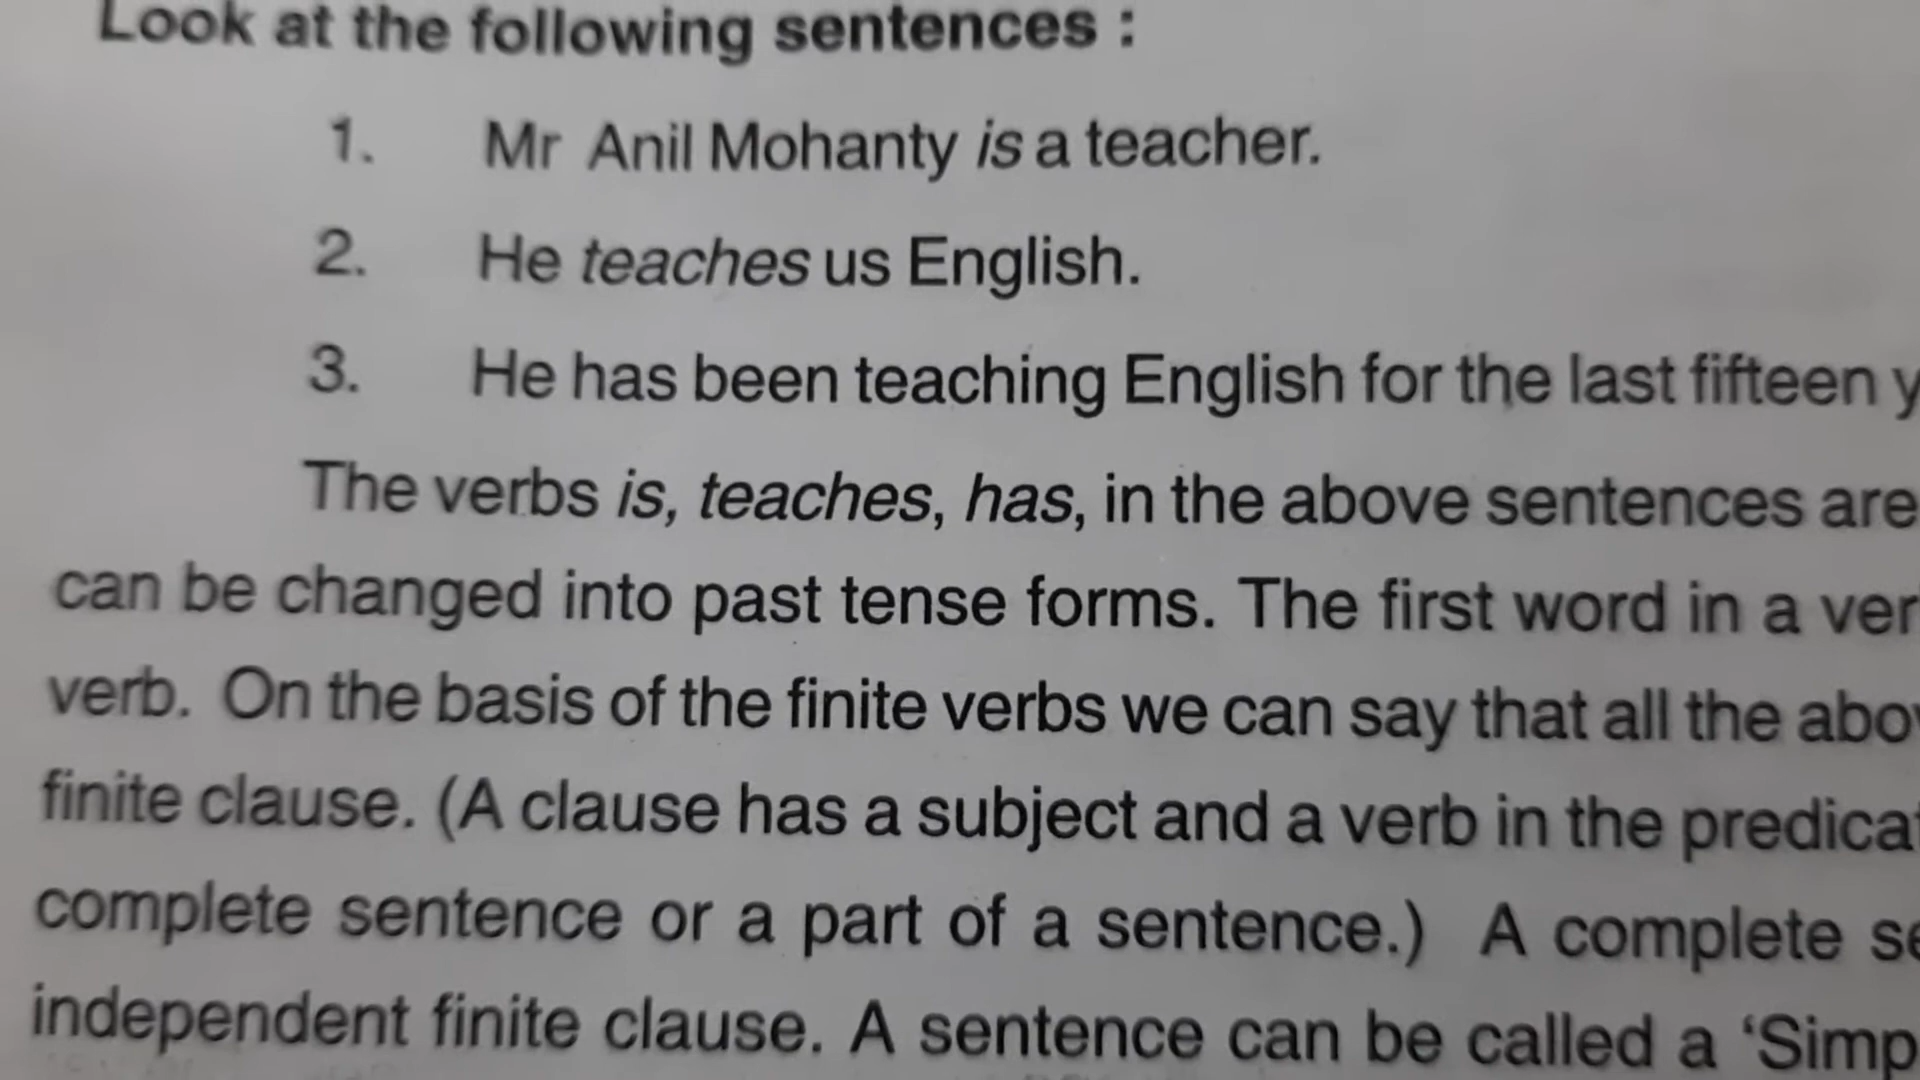 Look at the following sentences :
1. Mr Anil Mohanty is a teacher.
2. He teaches us English.
3. He has been teaching English for the last fifteen
The verbs is, teaches, has, in the above sentences are
can be changed into past tense forms. The first word in a
verb. On the basis of the finite verbs we can say that all the
finite clause. (A clause has a subject and a verb in the
complete sentence or a part of a sentence.) A complete
independent finite clause. A sentence can be called a